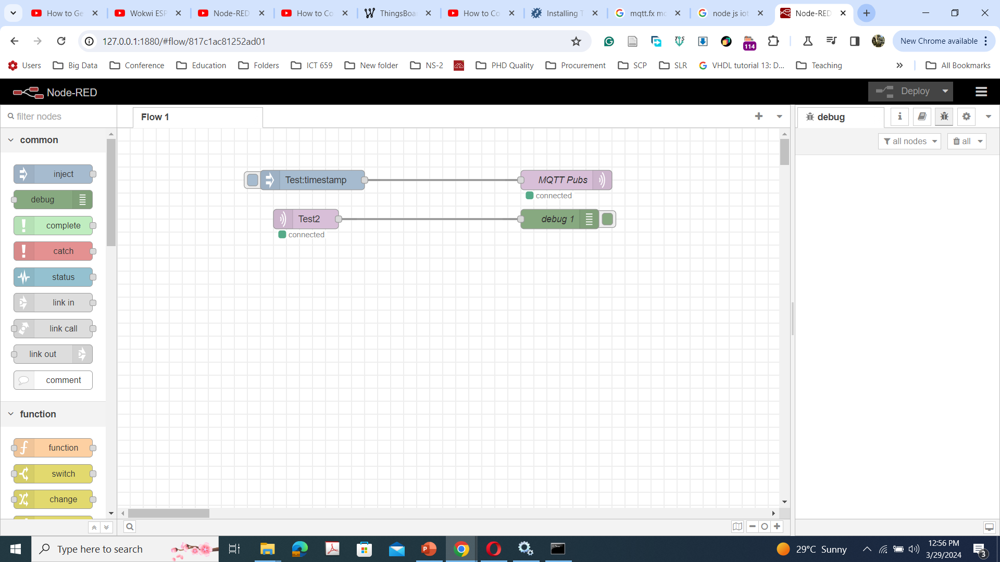 How to Ge
Wokwi ESP
Node-RED
How to Co
ThingsBoa
How to Co
Installing T
mqtt.fx mo
node js iot
Node-RED
127.0.0.1:1880/#flow/817c1ac81252ad01
114
New Chrome available
Users
Big Data
Conference
Education
Folders
ICT 659
New folder
NS-2
PHD Quality
Procurement
SCP
SLR
VHDL tutorial 13: D...
Teaching
All Bookmarks
Node-RED
Deploy
filter nodes
Flow 1
debug
all nodes
all
common
inject
debug
complete
catch
status
link in
link call
link out
comment
function
function
switch
change
Test:timestamp
MQTT Pubs
connected
Test2
debug 1
connected
Type here to search
29°C Sunny
12:56 PM
3/29/2024
3